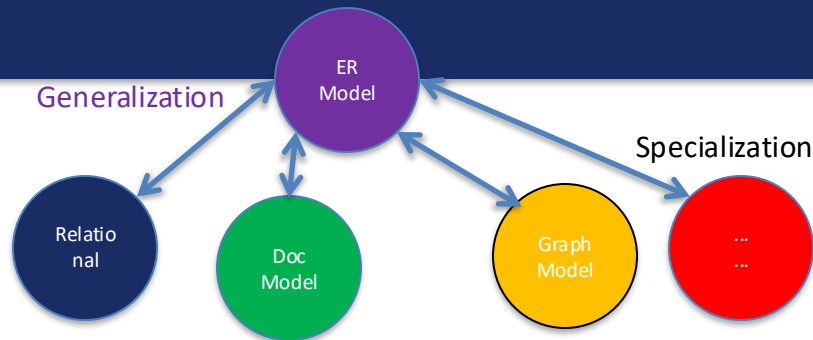 ER
Model
Generalization
Specialization
Relatio
nal
Doc
Model
Graph
Model
...
...